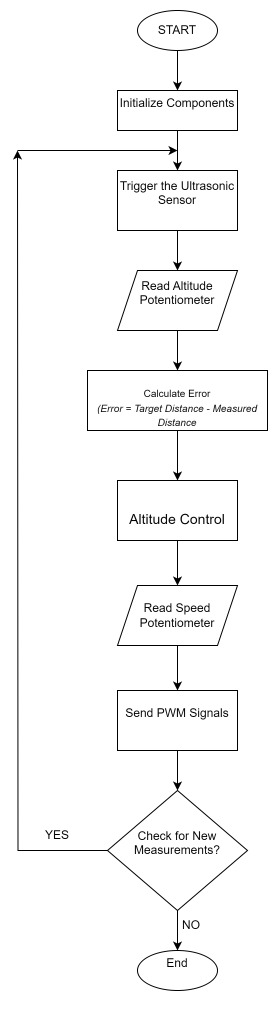 START
Initialize Components
Trigger the Ultrasonic
Sensor
Read Altitude
Potentiometer
Calculate Error
(Error = Target Distance - Measured
Distance
Altitude Control
Read Speed
Potentiometer
Send PWM Signals
Check for New
Measurements?
YES
NO
End